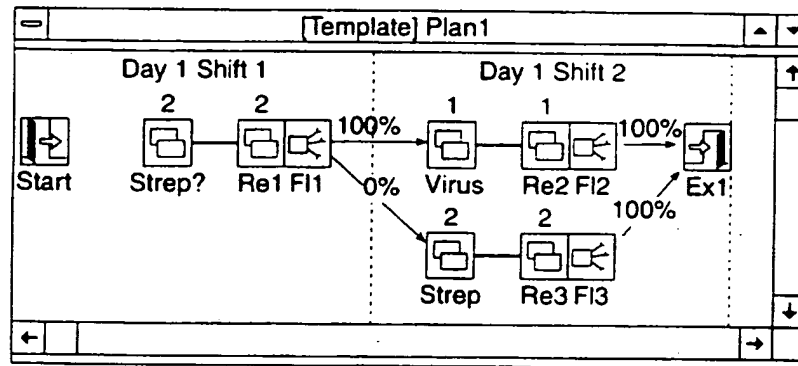 [Template] Plan1
Day 1 Shift 1
Day 1 Shift 2
2 2 1 1
100% 100%
Start Strep? Re1 Fl1 Virus Re2 Fl2 Ex1
0% 2 2 100%
Strep Re3 Fl3